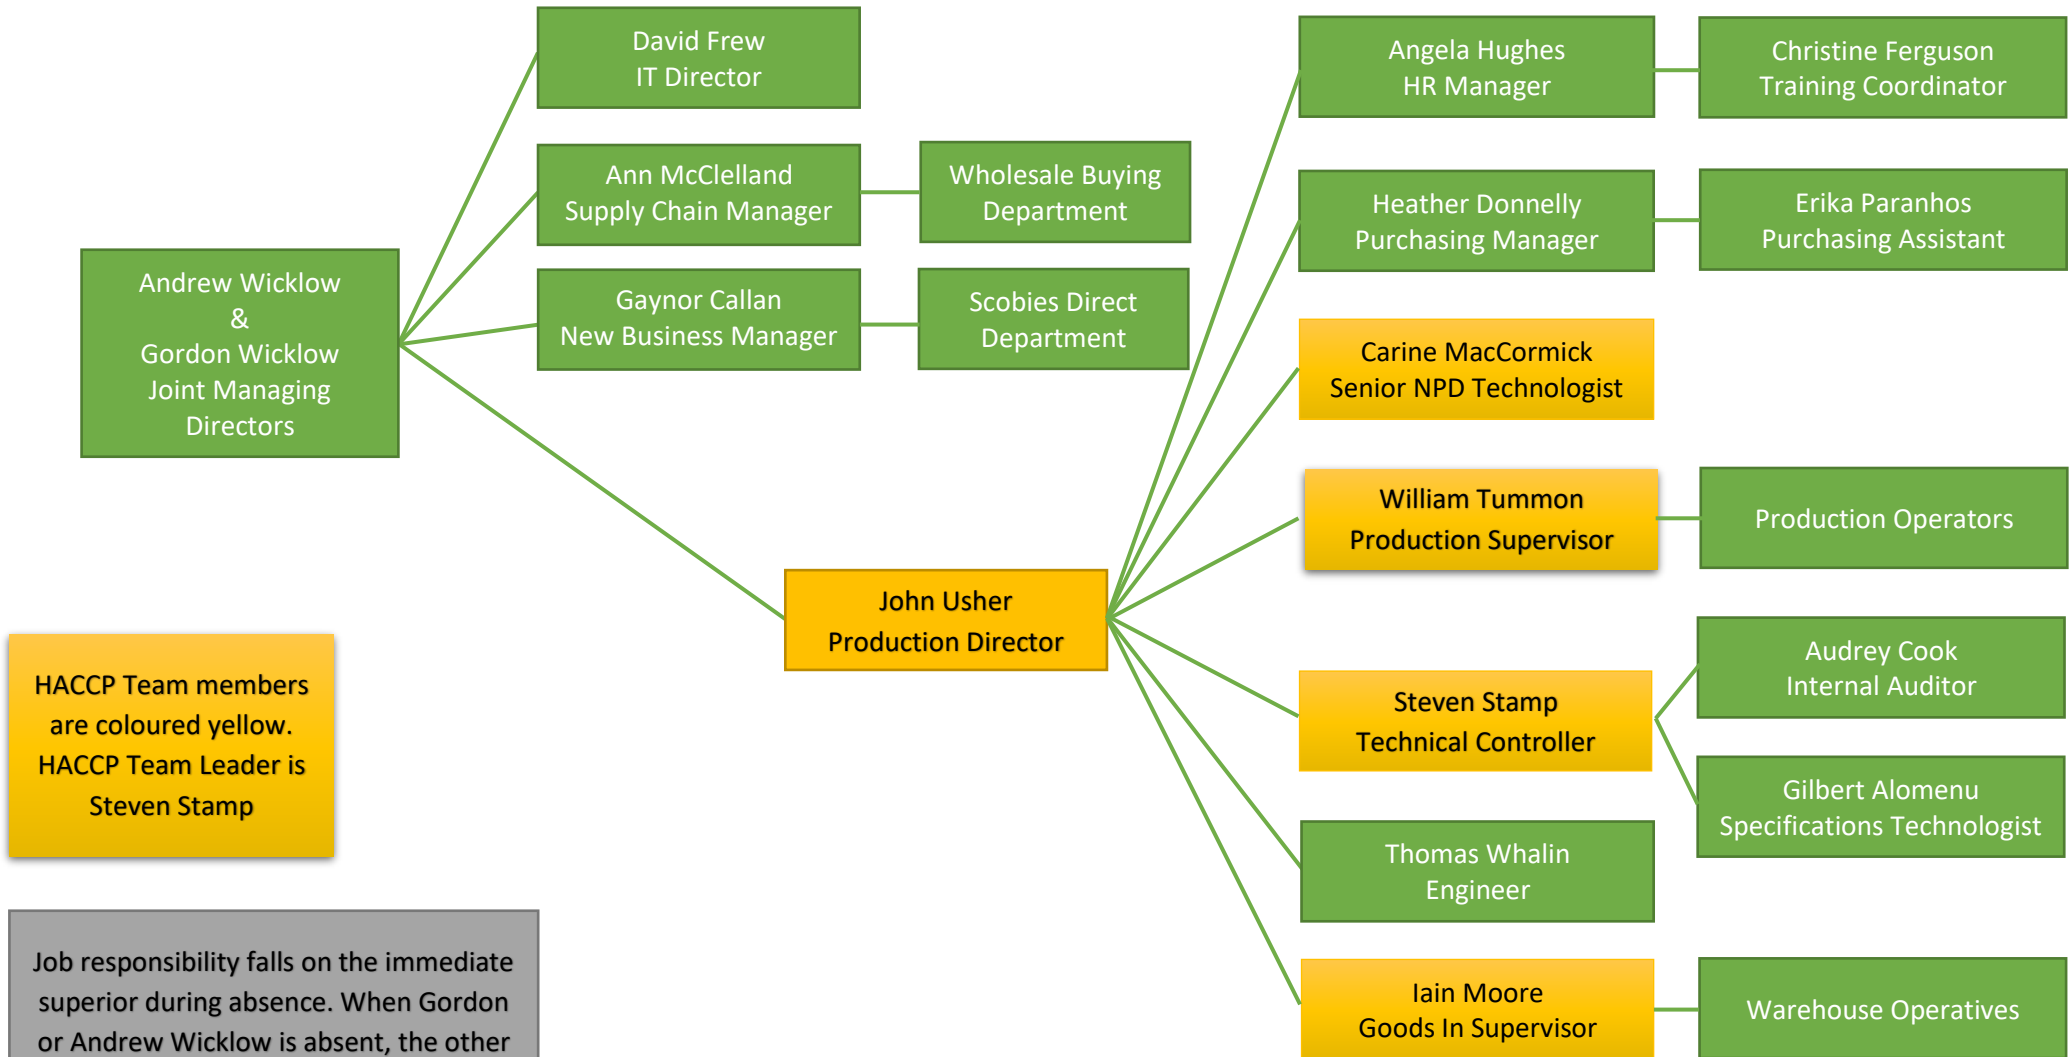 David Frew
IT Director
Ann McClelland
Supply Chain Manager
Wholesale Buying
Department
Andrew Wicklow
&
Gordon Wicklow
Joint Managing
Directors
Gaynor Callan
New Business Manager
Scobies Direct
Department
John Usher
Production Director
Angela Hughes
HR Manager
Christine Ferguson
Training Coordinator
Heather Donnelly
Purchasing Manager
Erika Paranhos
Purchasing Assistant
Carine MacCormick
Senior NPD Technologist
William Tummon
Production Supervisor
Production Operators
Steven Stamp
Technical Controller
Audrey Cook
Internal Auditor
Gilbert Alomenu
Specifications Technologist
Thomas Whalin
Engineer
Iain Moore
Goods In Supervisor
Warehouse Operatives
HACCP Team members
are coloured yellow.
HACCP Team Leader is
Steven Stamp
Job responsibility falls on the immediate
superior during absence. When Gordon
or Andrew Wicklow is absent, the other